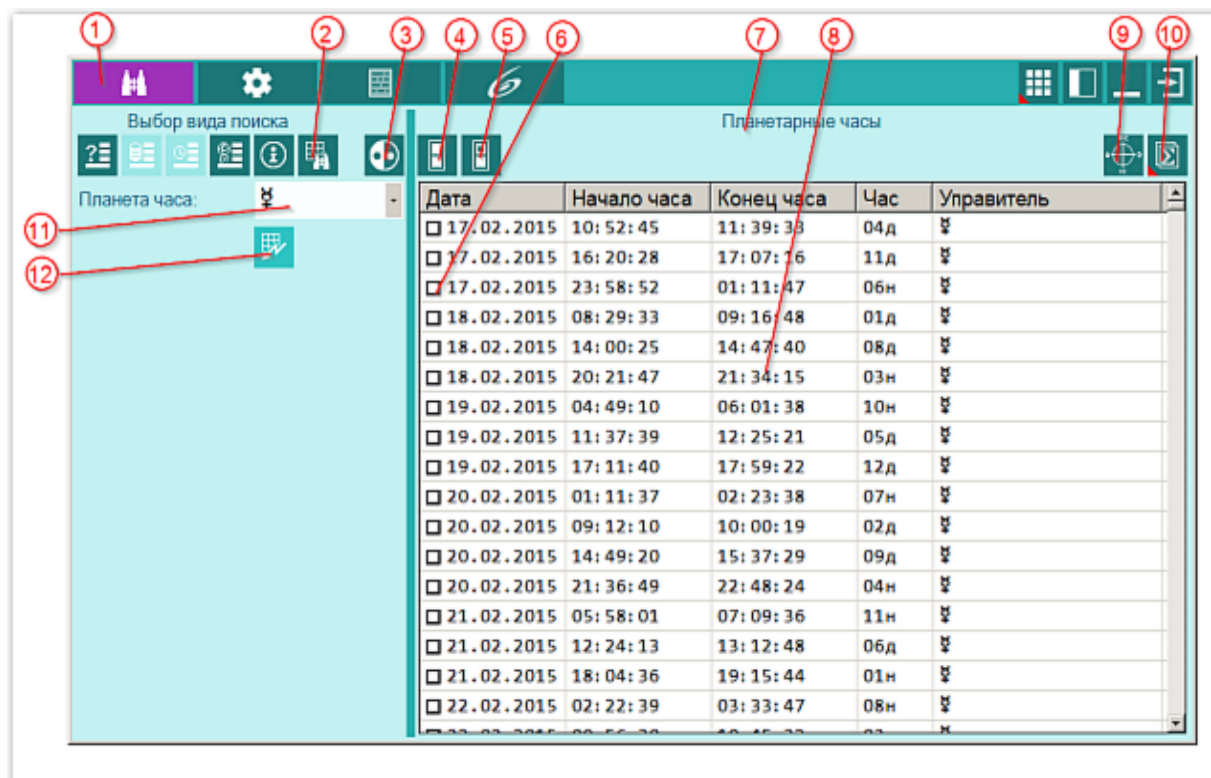 1 2 3 4 5 6 7 8 9 10
Выбор вида поиска
Планетарные часы
Планета часа: ☿
11
12
Дата Начало часа Конец часа Час Управитель
17.02.2015 10:52:45 11:39:33 04д ☿
17.02.2015 16:20:28 17:07:16 11д ☿
17.02.2015 23:58:52 01:11:47 06н ☿
18.02.2015 08:29:33 09:16:48 01д ☿
18.02.2015 14:00:25 14:47:40 08д ☿
18.02.2015 20:21:47 21:34:15 03н ☿
19.02.2015 04:49:10 06:01:38 10н ☿
19.02.2015 11:37:39 12:25:21 05д ☿
19.02.2015 17:11:40 17:59:22 12д ☿
20.02.2015 01:11:37 02:23:38 07н ☿
20.02.2015 09:12:10 10:00:19 02д ☿
20.02.2015 14:49:20 15:37:29 09д ☿
20.02.2015 21:36:49 22:48:24 04н ☿
21.02.2015 05:58:01 07:09:36 11н ☿
21.02.2015 12:24:13 13:12:48 06д ☿
21.02.2015 18:04:36 19:15:44 01н ☿
22.02.2015 02:22:39 03:33:47 08н ☿